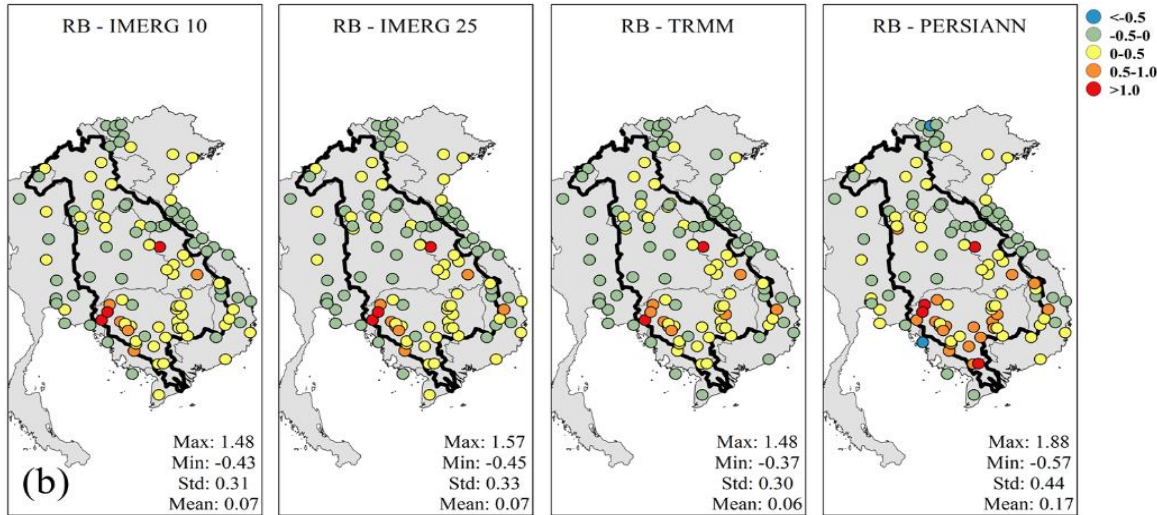 RB - IMERG 10
RB - IMERG 25
RB - TRMM
RB - PERSIANN
<-0.5
-0.5-0
0-0.5
0.5-1.0
>1.0
Max: 1.48
Min: -0.43
Std: 0.31
Mean: 0.07
Max: 1.57
Min: -0.45
Std: 0.33
Mean: 0.07
Max: 1.48
Min: -0.37
Std: 0.30
Mean: 0.06
Max: 1.88
Min: -0.57
Std: 0.44
Mean: 0.17
(b)